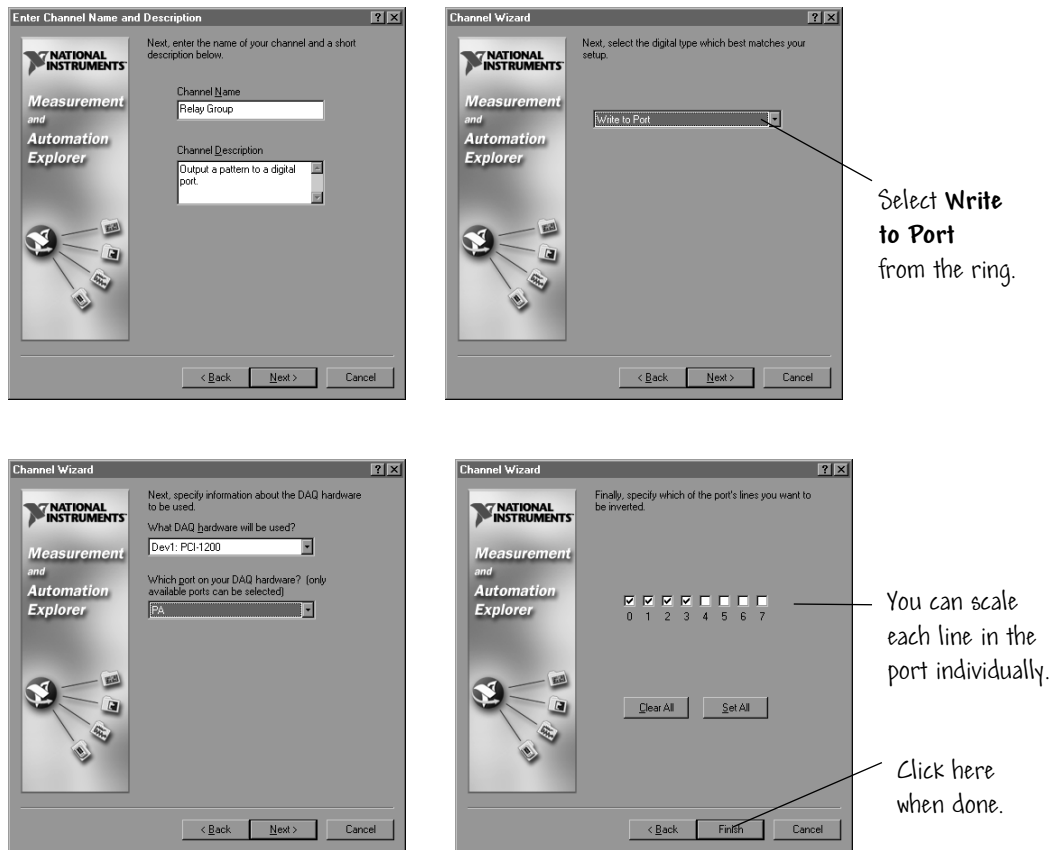 Enter Channel Name and Description
NATIONAL
INSTRUMENTS
Measurement
and
Automation
Explorer
Next, enter the name of your channel and a short
description below.
Channel Name
Relay Group
Channel Description
Output a pattern to a digital
port.
< Back
Next >
Cancel
Channel Wizard
NATIONAL
INSTRUMENTS
Measurement
and
Automation
Explorer
Next, select the digital type which best matches your
setup.
Write to Port
< Back
Next >
Cancel
Select Write
to Port
from the ring.
Channel Wizard
NATIONAL
INSTRUMENTS
Measurement
and
Automation
Explorer
Next, specify information about the DAQ hardware
to be used.
What DAQ hardware will be used?
Dev1: PCI-1200
Which port on your DAQ hardware? (only
available ports can be selected)
PA
< Back
Next >
Cancel
Channel Wizard
NATIONAL
INSTRUMENTS
Measurement
and
Automation
Explorer
Finally, specify which of the port's lines you want to
be inverted.
0 1 2 3 4 5 6 7
Clear All
Set All
< Back
Finish
Cancel
You can scale
each line in the
port individually.
Click here
when done.